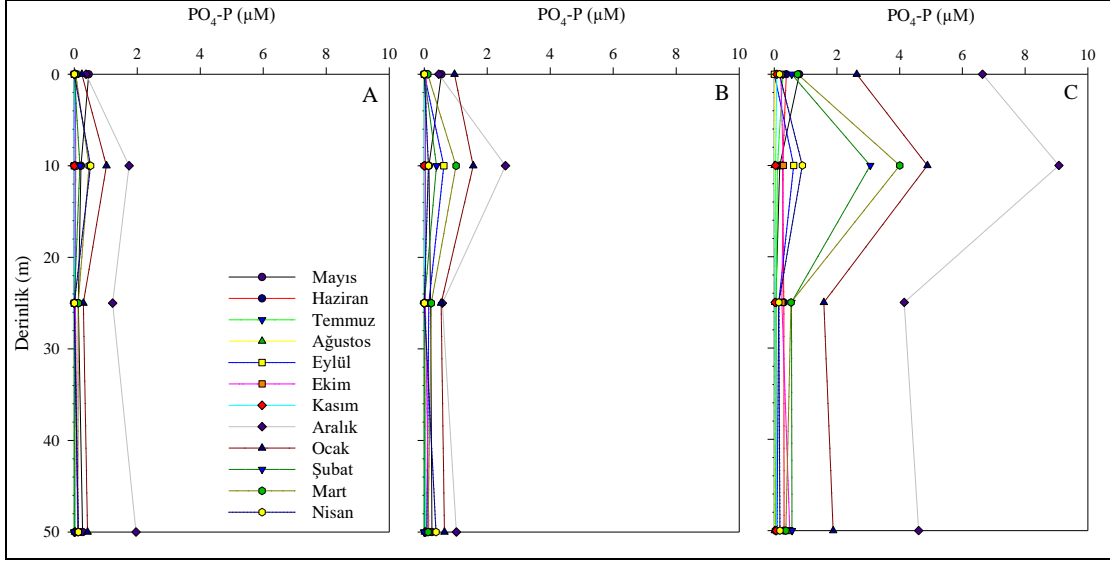 PO4-P (µM) PO4-P (µM) PO4-P (µM)
0 2 4 6 8 10 0 2 4 6 8 10 0 2 4 6 8 10
0
10
20
30
40
50
Derinlik (m)
A
B
C
Mayıs
Haziran
Temmuz
Ağustos
Eylül
Ekim
Kasım
Aralık
Ocak
Şubat
Mart
Nisan